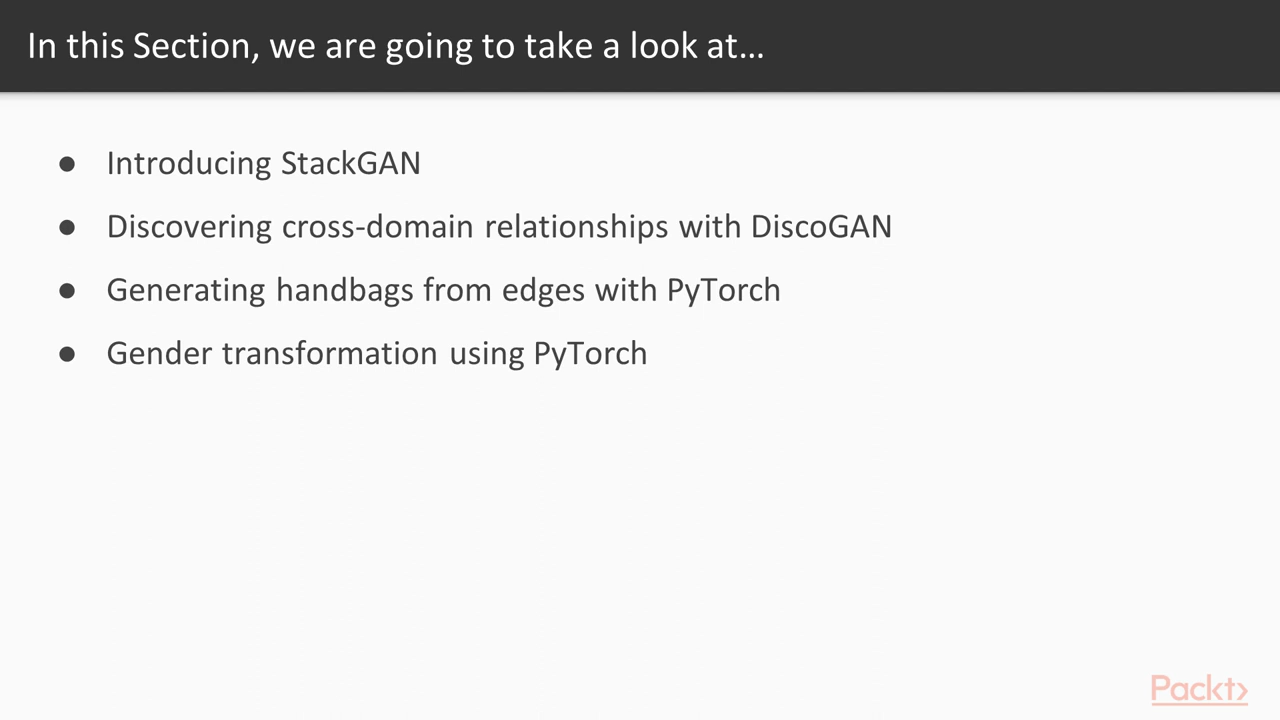 In this Section, we are going to take a look at...
● Introducing StackGAN
● Discovering cross-domain relationships with DiscoGAN
● Generating handbags from edges with PyTorch
● Gender transformation using PyTorch
Packt>